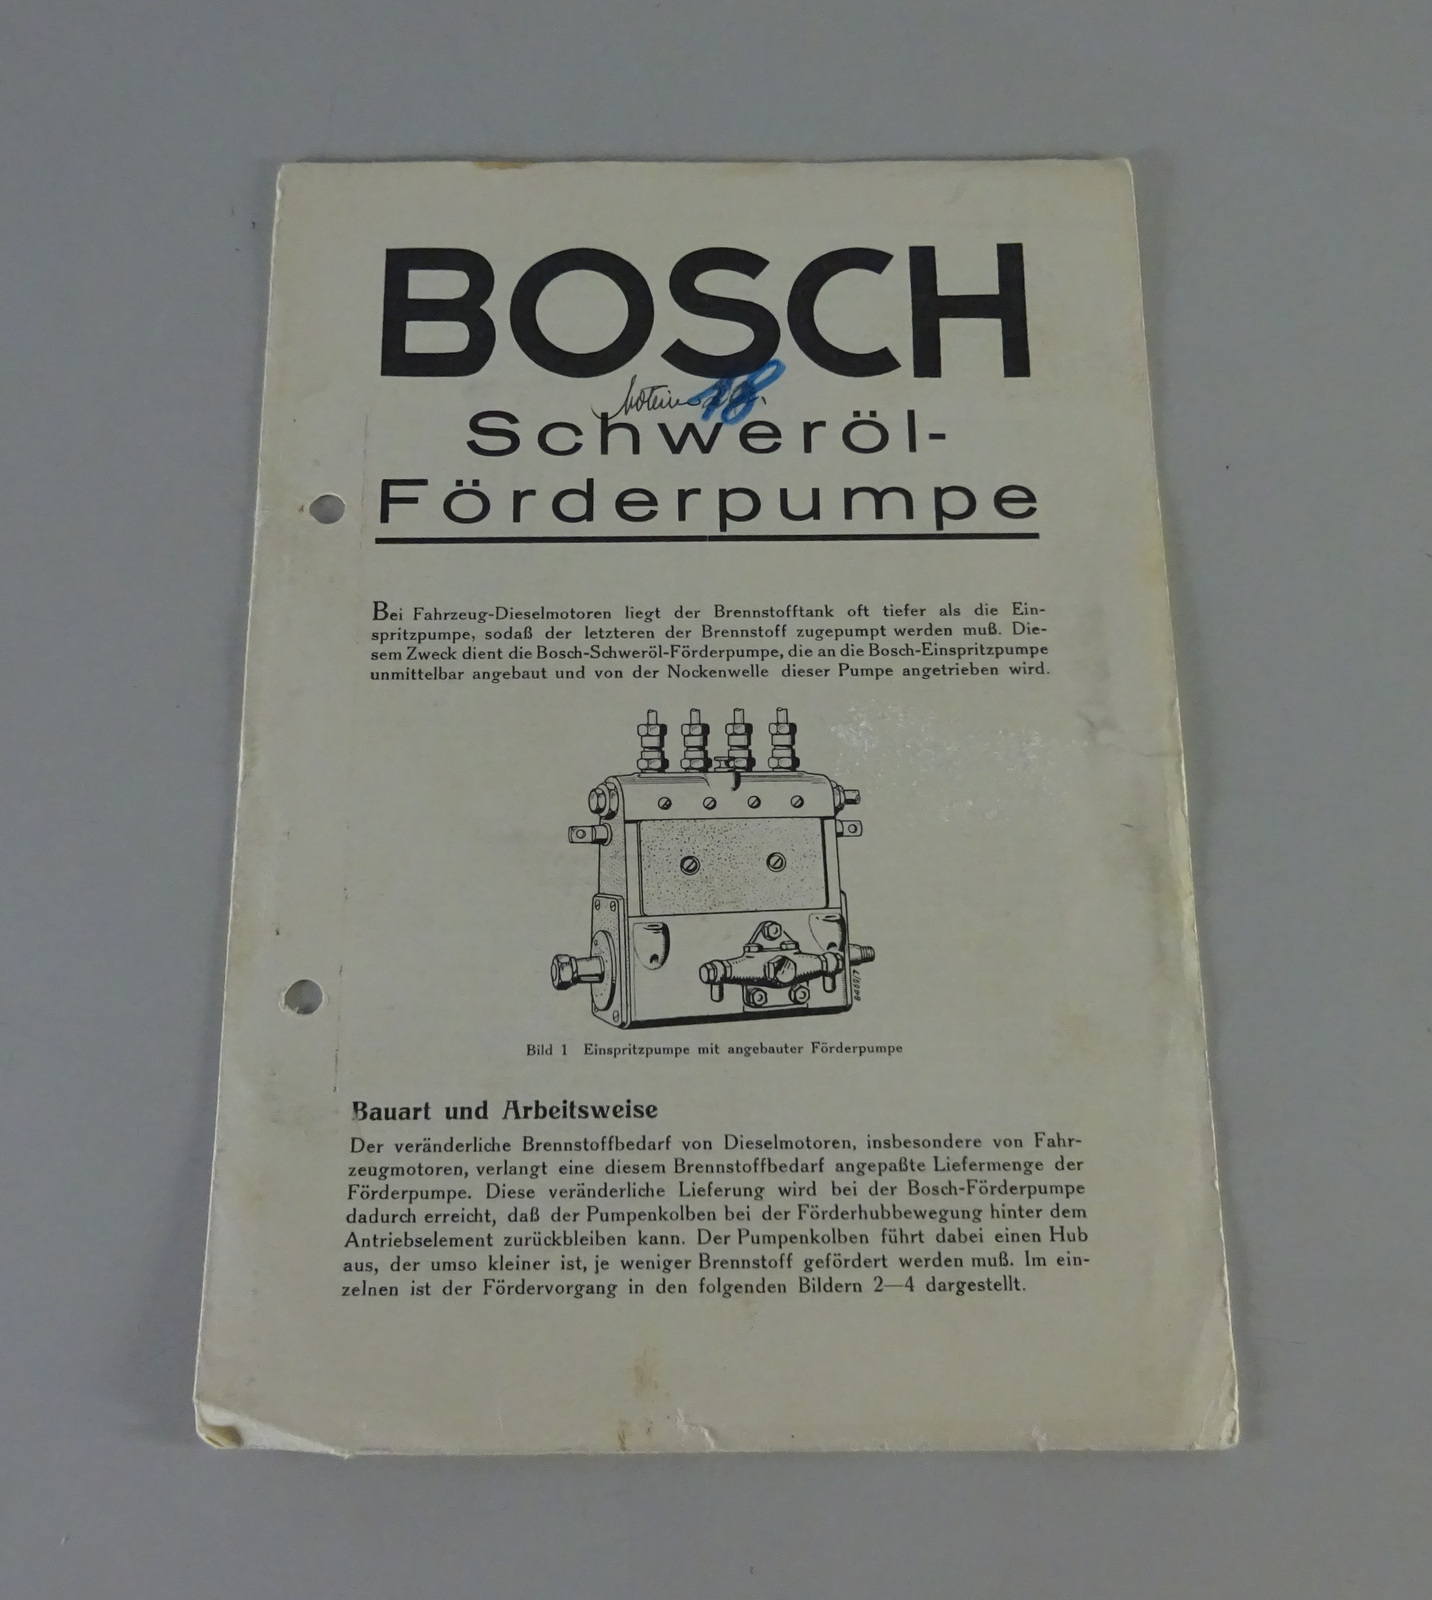 BOSCH
18
Schweröl-
Förderpumpe
Bei Fahrzeug-Dieselmotoren liegt der Brennstofftank oft tiefer als die Ein-
spritzpumpe, sodaß der letzteren der Brennstoff zugepumpt werden muß. Die-
sem Zweck dient die Bosch-Schweröl-Förderpumpe, die an die Bosch-Einspritzpumpe
unmittelbar angebaut und von der Nockenwelle dieser Pumpe angetrieben wird.
Bild 1 Einspritzpumpe mit angebauter Förderpumpe
Bauart und Arbeitsweise
Der veränderliche Brennstoffbedarf von Dieselmotoren, insbesondere von Fahr-
zeugmotoren, verlangt eine diesem Brennstoffbedarf angepaßte Liefermenge der
Förderpumpe. Diese veränderliche Lieferung wird bei der Bosch-Förderpumpe
dadurch erreicht, daß der Pumpenkolben bei der Förderhubbewegung hinter dem
Antriebselement zurückbleiben kann. Der Pumpenkolben führt dabei einen Hub
aus, der umso kleiner ist, je weniger Brennstoff gefördert werden muß. Im ein-
zelnen ist der Fördervorgang in den folgenden Bildern 2—4 dargestellt.